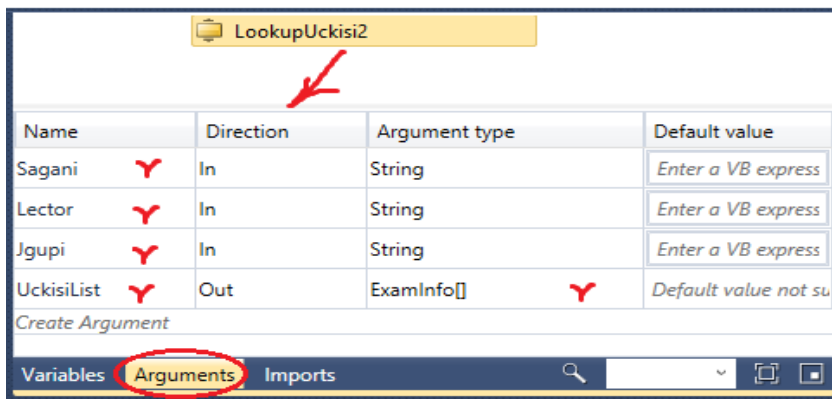 LookupUckisi2
Name Direction Argument type Default value
Sagani In String Enter a VB express
Lector In String Enter a VB express
Jgupi In String Enter a VB express
UckisiList Out ExamInfo[] Default value not su
Create Argument
Variables Arguments Imports